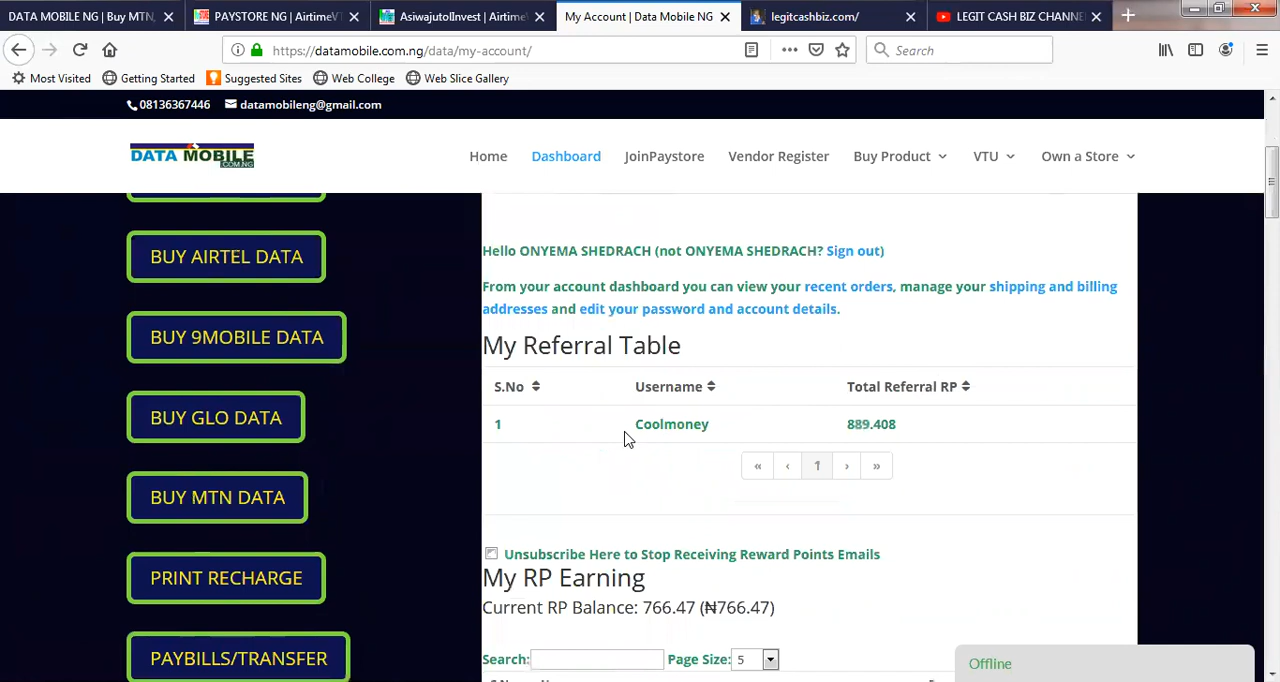 DATA MOBILE NG | Buy MTN,
PAYSTORE NG | AirtimeVT
AsiwajutoIInvest | Airtime
My Account | Data Mobile NG
legitcashbiz.com/
LEGIT CASH BIZ CHANNE
https://datamobile.com.ng/data/my-account/
Search
Most Visited
Getting Started
Suggested Sites
Web College
Web Slice Gallery
08136367446
datamobileng@gmail.com
DATA MOBILE
.COM.NG
Home
Dashboard
JoinPaystore
Vendor Register
Buy Product
VTU
Own a Store
BUY AIRTEL DATA
BUY 9MOBILE DATA
BUY GLO DATA
BUY MTN DATA
PRINT RECHARGE
PAYBILLS/TRANSFER
Hello ONYEMA SHEDRACH (not ONYEMA SHEDRACH? Sign out)
From your account dashboard you can view your recent orders, manage your shipping and billing
addresses and edit your password and account details.
My Referral Table
S.No Username Total Referral RP
1 Coolmoney 889.408
« ‹ 1 › »
Unsubscribe Here to Stop Receiving Reward Points Emails
My RP Earning
Current RP Balance: 766.47 (₦766.47)
Search: Page Size: 5
Offline